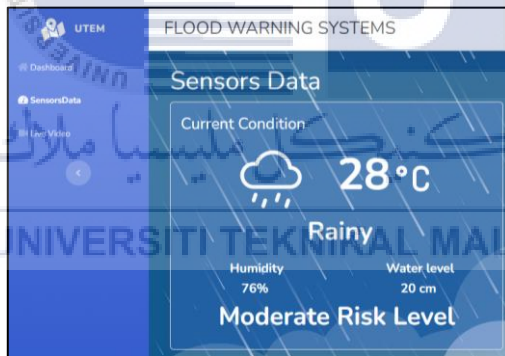 UTEM
FLOOD WARNING SYSTEMS
Dashboard
SensorsData
Live Video
Sensors Data
Current Condition
28°C
Rainy
Humidity
Water level
76%
20 cm
Moderate Risk Level
UNIVERSITI TEKNIKAL MAL